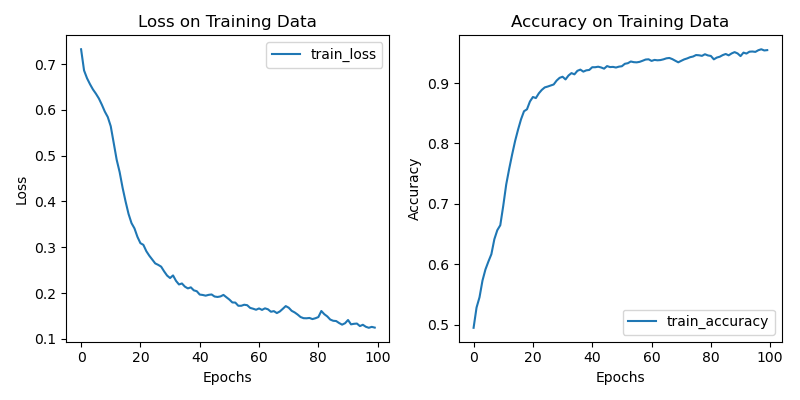 Loss on Training Data
0.7
0.6
0.5
0.4
0.3
0.2
0.1
Loss
train_loss
0 20 40 60 80 100
Epochs
Accuracy on Training Data
0.9
0.8
0.7
0.6
0.5
Accuracy
train_accuracy
0 20 40 60 80 100
Epochs